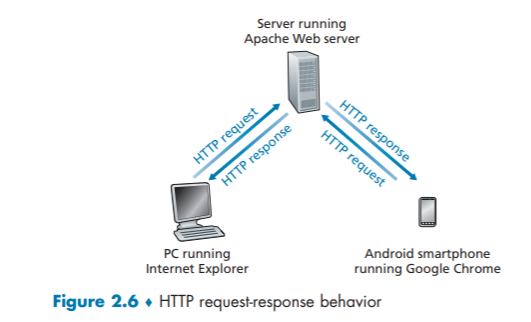 Server running
Apache Web server
HTTP request
HTTP response
HTTP response
HTTP request
PC running
Internet Explorer
Android smartphone
running Google Chrome
Figure 2.6 ♦ HTTP request-response behavior